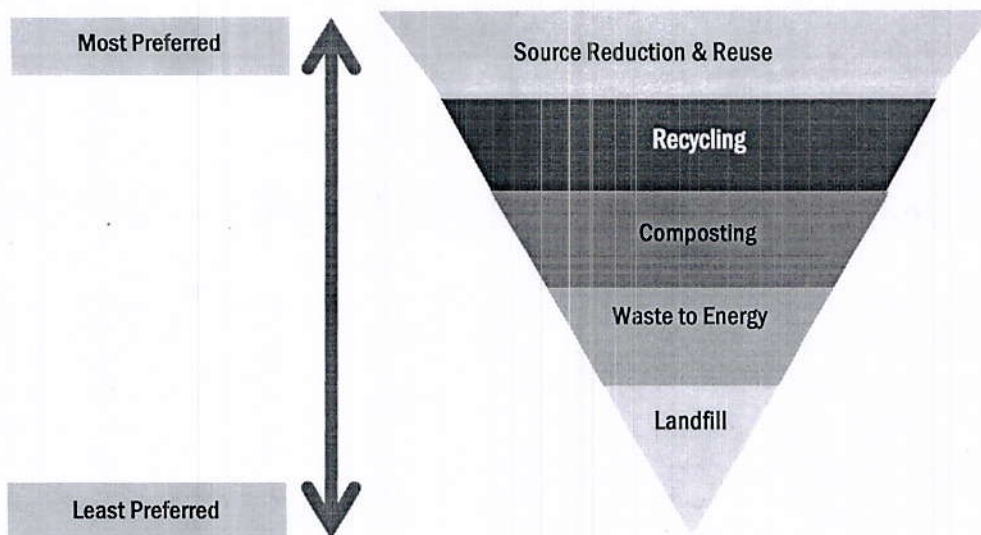 Most Preferred
Source Reduction & Reuse
Recycling
Composting
Waste to Energy
Landfill
Least Preferred